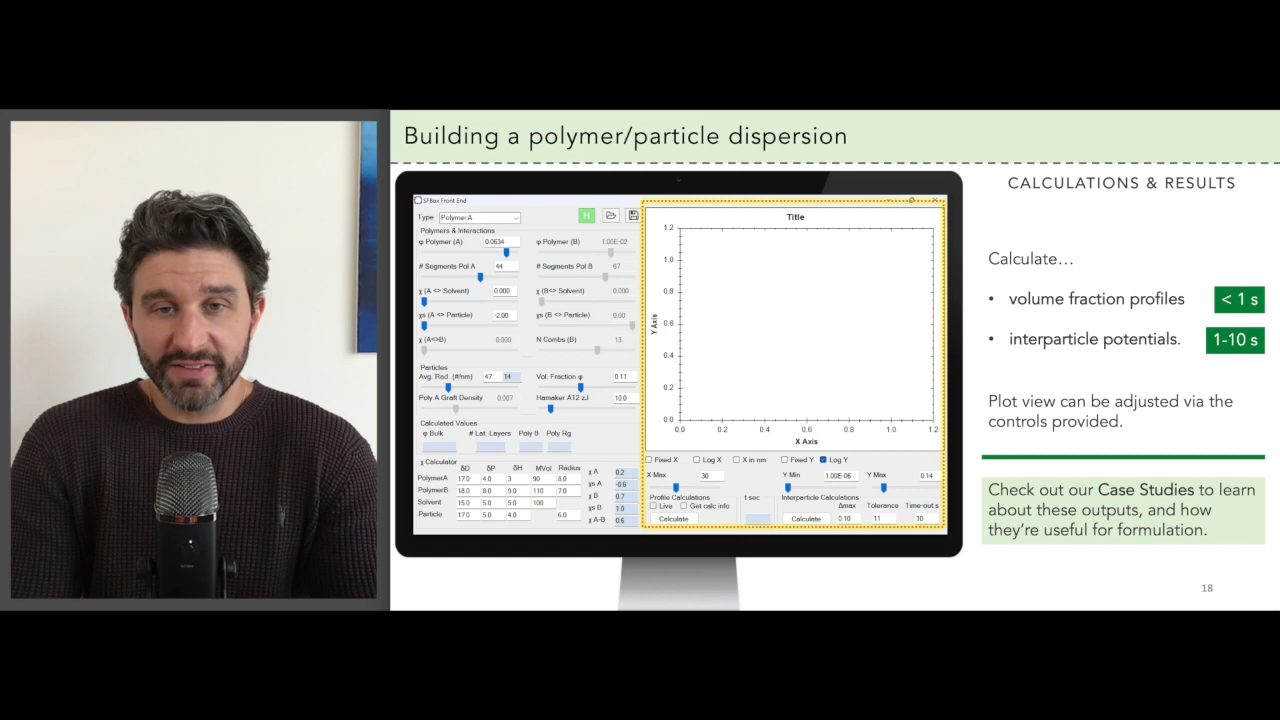 Building a polymer/particle dispersion
SFBox Front End
Type Polymer A H
Polymers & Interactions
φ Polymer (A) 0.0634 φ Polymer (B) 1.00E-02
# Segments Pol A 44 # Segments Pol B 67
χ (A <> Solvent) 0.000 χ (B<> Solvent) 0.000
χs (A <> Particle) -2.00 χs (B <> Particle) 0.00
χ (A<>B) 0.000 N Combs (B) 13
Particles
Avg. Rad. (#/nm) 47 14 Vol. Fraction φ 0.11
Poly A Graft Density 0.007 Hamaker A12 zJ 10.0
Calculated Values
φ Bulk # Lat. Layers Poly θ Poly Rg
χ Calculator
δD δP δH MVol Radius
PolymerA 17.0 4.0 3 90 8.0
PolymerB 18.0 8.0 9.0 110 7.0
Solvent 15.0 5.0 5.0 100
Particle 17.0 5.0 4.0 6.0
χ A 0.2
χs A -0.6
χ B 0.7
χs B 1.0
χ A-B 0.6
Title
1.2
1.0
0.8
0.6
0.4
0.2
0.0
Y Axis
0.0 0.2 0.4 0.6 0.8 1.0 1.2
X Axis
Fixed X Log X X in nm Fixed Y Log Y
X Max 30 Y Min 1.00E-06 Y Max 0.14
Profile Calculations t sec Interparticle Calculations
Live Get calc info Δmax Tolerance Time-out s
Calculate Calculate 0.10 11 10
CALCULATIONS & RESULTS
Calculate…
• volume fraction profiles < 1 s
• interparticle potentials. 1-10 s
Plot view can be adjusted via the
controls provided.
Check out our Case Studies to learn
about these outputs, and how
they're useful for formulation.
18